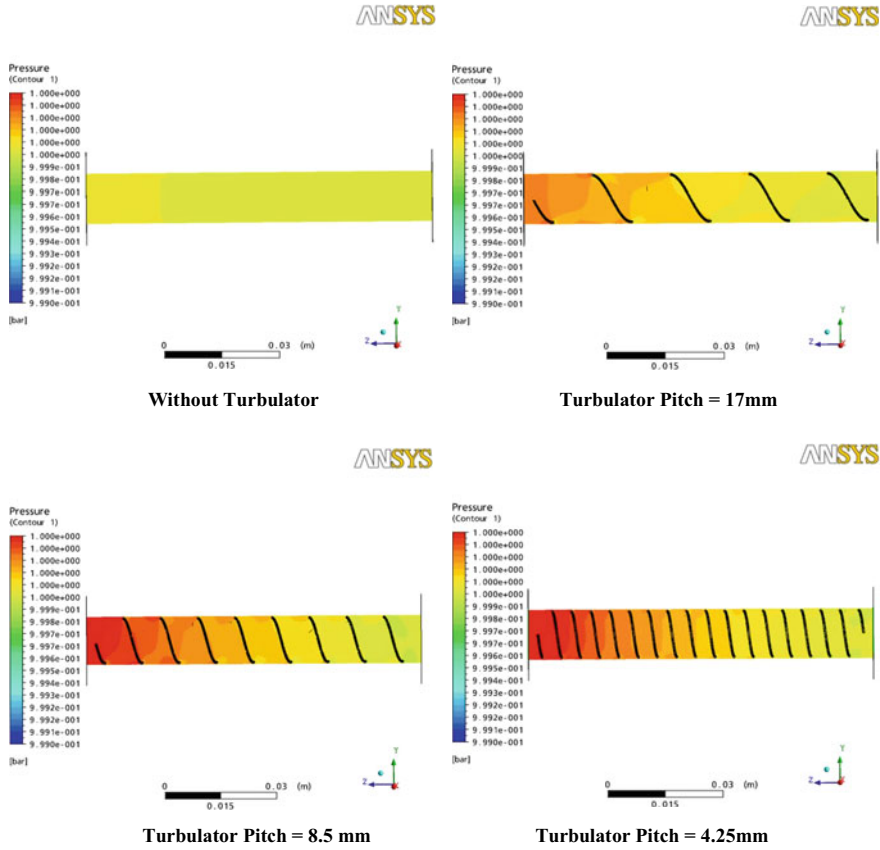 ANSYS
Pressure
(Contour 1)
1.000e+000
1.000e+000
1.000e+000
1.000e+000
1.000e+000
9.999e-001
9.998e-001
9.997e-001
9.997e-001
9.996e-001
9.995e-001
9.994e-001
9.993e-001
9.992e-001
9.992e-001
9.991e-001
9.990e-001
[bar]
0 0.03 (m)
0.015
Y
Z
X
Without Turbulator
ANSYS
Pressure
(Contour 1)
1.000e+000
1.000e+000
1.000e+000
1.000e+000
1.000e+000
9.999e-001
9.998e-001
9.997e-001
9.997e-001
9.996e-001
9.995e-001
9.994e-001
9.993e-001
9.992e-001
9.992e-001
9.991e-001
9.990e-001
[bar]
0 0.03 (m)
0.015
Y
Z
X
Turbulator Pitch = 17mm
ANSYS
Pressure
(Contour 1)
1.000e+000
1.000e+000
1.000e+000
1.000e+000
1.000e+000
9.999e-001
9.998e-001
9.997e-001
9.997e-001
9.996e-001
9.995e-001
9.994e-001
9.993e-001
9.992e-001
9.992e-001
9.991e-001
9.990e-001
[bar]
0 0.03 (m)
0.015
Y
Z
X
Turbulator Pitch = 8.5 mm
ANSYS
Pressure
(Contour 1)
1.000e+000
1.000e+000
1.000e+000
1.000e+000
1.000e+000
9.999e-001
9.998e-001
9.997e-001
9.997e-001
9.996e-001
9.995e-001
9.994e-001
9.993e-001
9.992e-001
9.992e-001
9.991e-001
9.990e-001
[bar]
0 0.03 (m)
0.015
Y
Z
X
Turbulator Pitch = 4.25mm